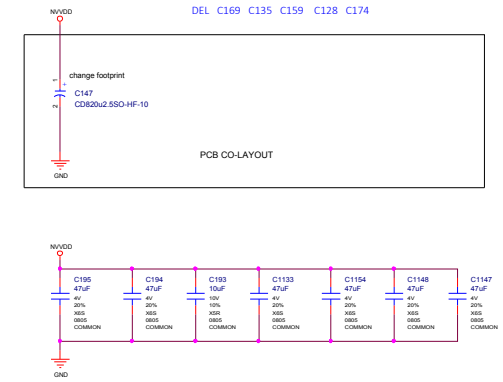 DEL C169 C135 C159 C128 C174
NVVDD
change footprint
1
+
C147
2
CD820u2.5SO-HF-10
PCB CO-LAYOUT
GND
NVVDD
C195 C194 C193 C1133 C1154 C1148 C1147
47uF 47uF 10uF 47uF 47uF 47uF 47uF
4V 4V 10V 4V 4V 4V 4V
20% 20% 10% 20% 20% 20% 20%
X6S X6S X5R X6S X6S X6S X6S
0805 0805 0805 0805 0805 0805 0805
COMMON COMMON COMMON COMMON COMMON COMMON COMMON
GND